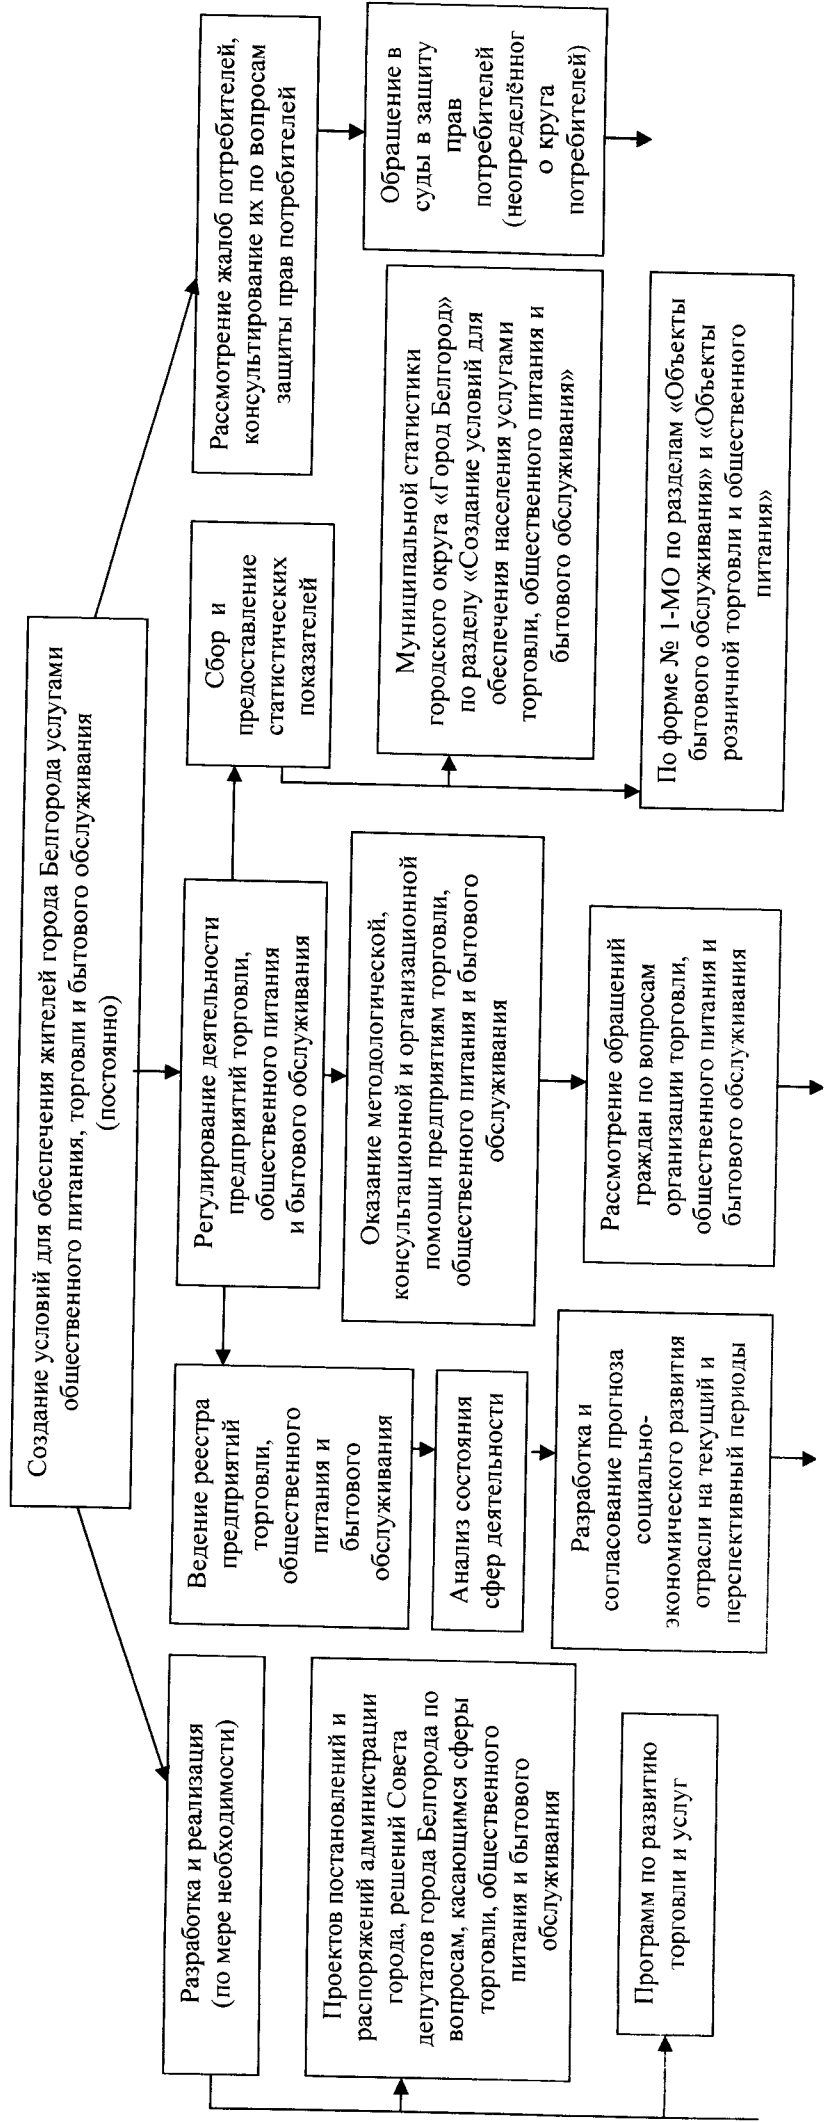 Создание условий для обеспечения жителей города Белгорода услугами
общественного питания, торговли и бытового обслуживания
(постоянно)
Разработка и реализация
(по мере необходимости)
Проектов постановлений и
распоряжений администрации
города, решений Совета
депутатов города Белгорода по
вопросам, касающимся сферы
торговли, общественного
питания и бытового
обслуживания
Программ по развитию
торговли и услуг
Ведение реестра
предприятий
торговли,
общественного
питания и
бытового
обслуживания
Анализ состояния
сфер деятельности
Разработка и
согласование прогноза
социально-
экономического развития
отрасли на текущий и
перспективный периоды
Регулирование деятельности
предприятий торговли,
общественного питания
и бытового обслуживания
Оказание методологической,
консультационной и организационной
помощи предприятиям торговли,
общественного питания и бытового
обслуживания
Рассмотрение обращений
граждан по вопросам
организации торговли,
общественного питания и
бытового обслуживания
Сбор и
предоставление
статистических
показателей
Муниципальной статистики
городского округа «Город Белгород»
по разделу «Создание условий для
обеспечения населения услугами
торговли, общественного питания и
бытового обслуживания»
По форме № 1-МО по разделам «Объекты
бытового обслуживания» и «Объекты
розничной торговли и общественного
питания»
Рассмотрение жалоб потребителей,
консультирование их по вопросам
защиты прав потребителей
Обращение в
суды в защиту
прав
потребителей
(неопределённог
о круга
потребителей)